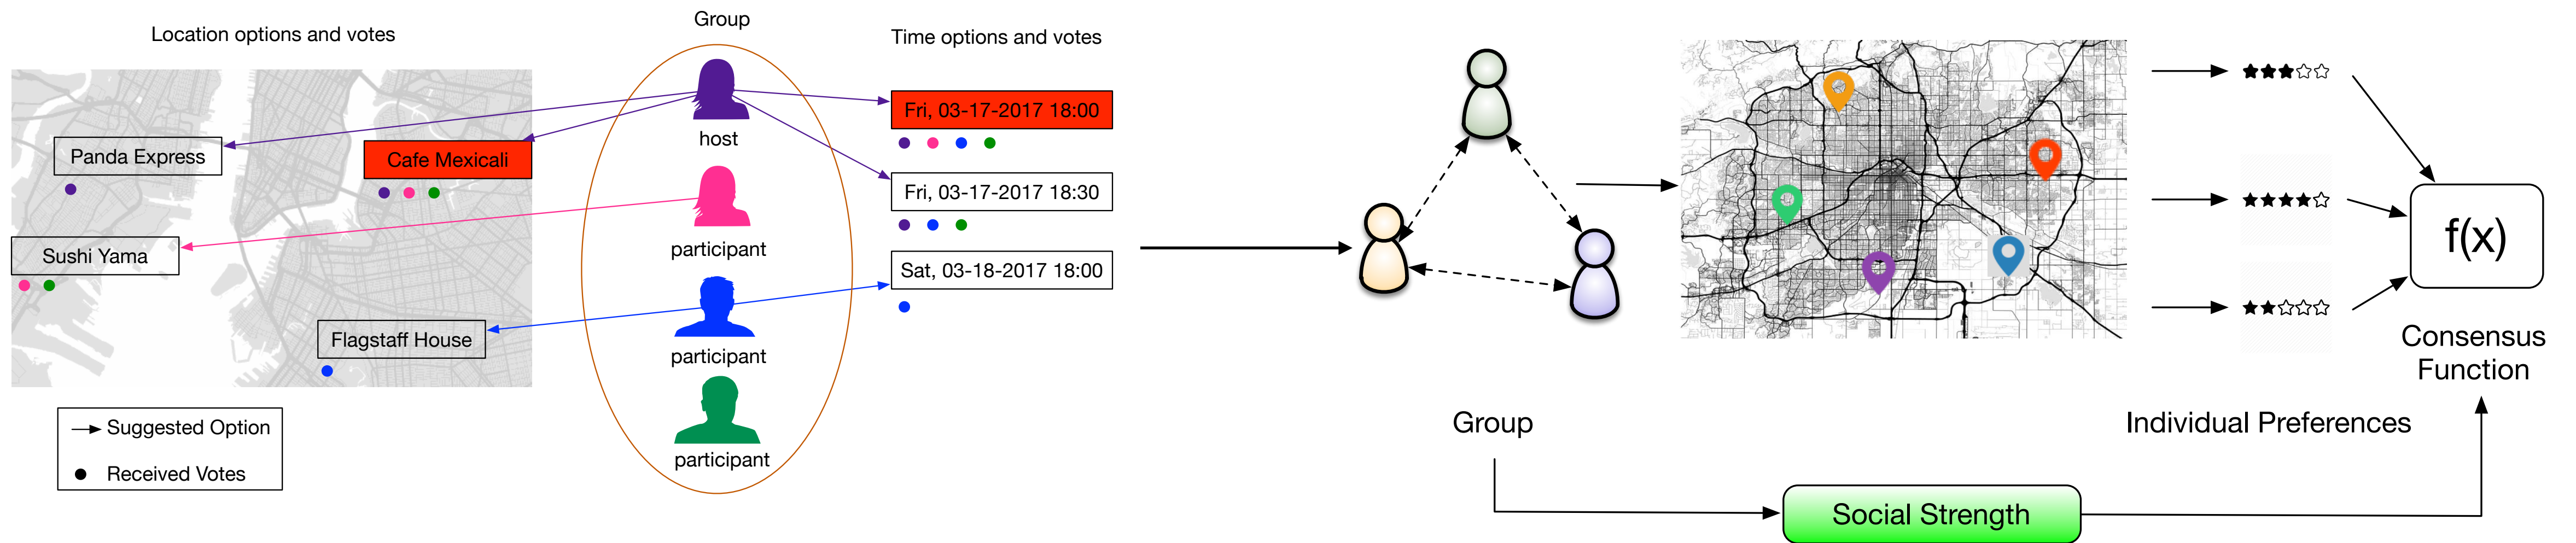 Location options and votes
Group
Time options and votes
Panda Express
Cafe Mexicali
Sushi Yama
Flagstaff House
Suggested Option
Received Votes
host
participant
participant
participant
Fri, 03-17-2017 18:00
Fri, 03-17-2017 18:30
Sat, 03-18-2017 18:00
f(x)
Consensus
Function
Group
Individual Preferences
Social Strength